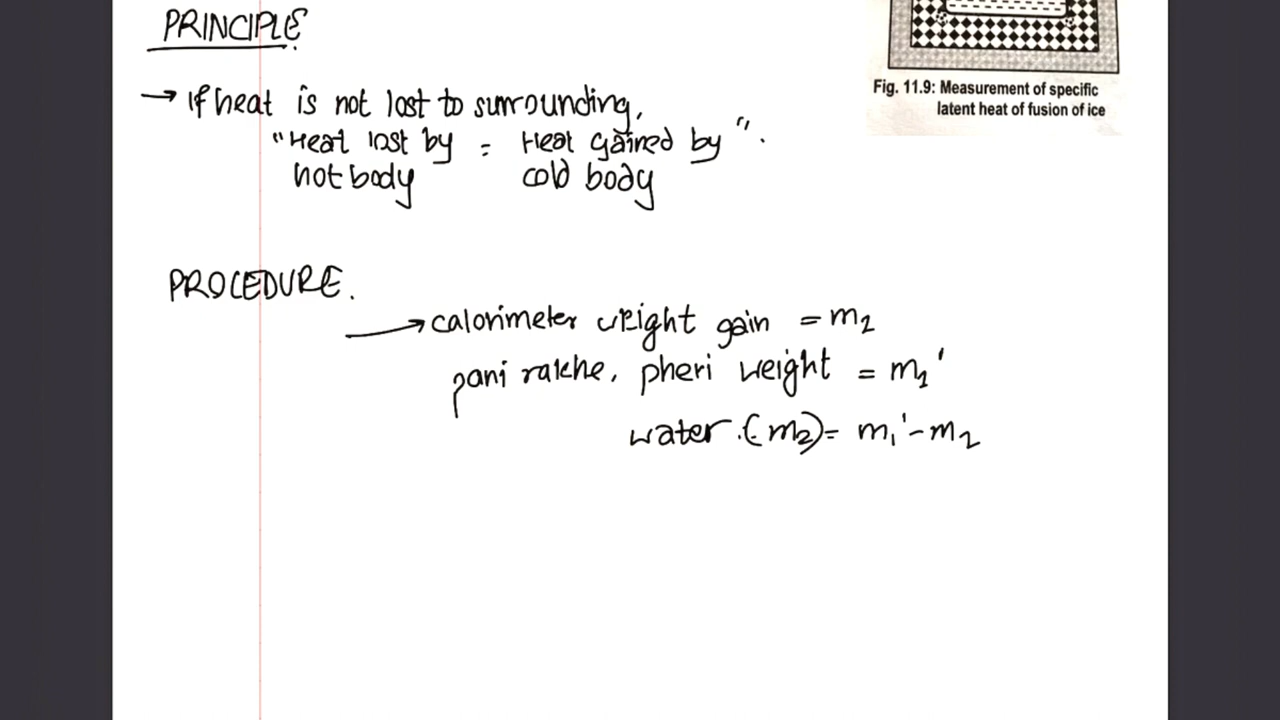 PRINCIPLE
Fig. 11.9: Measurement of specific
latent heat of fusion of ice
→ If heat is not lost to surrounding,
"Heat lost by = Heat gained by".
hot body cold body
PROCEDURE.
→ calorimeter weight gain = m2
pani rakhe, pheri weight = m1'
water (m2) = m1' - m2